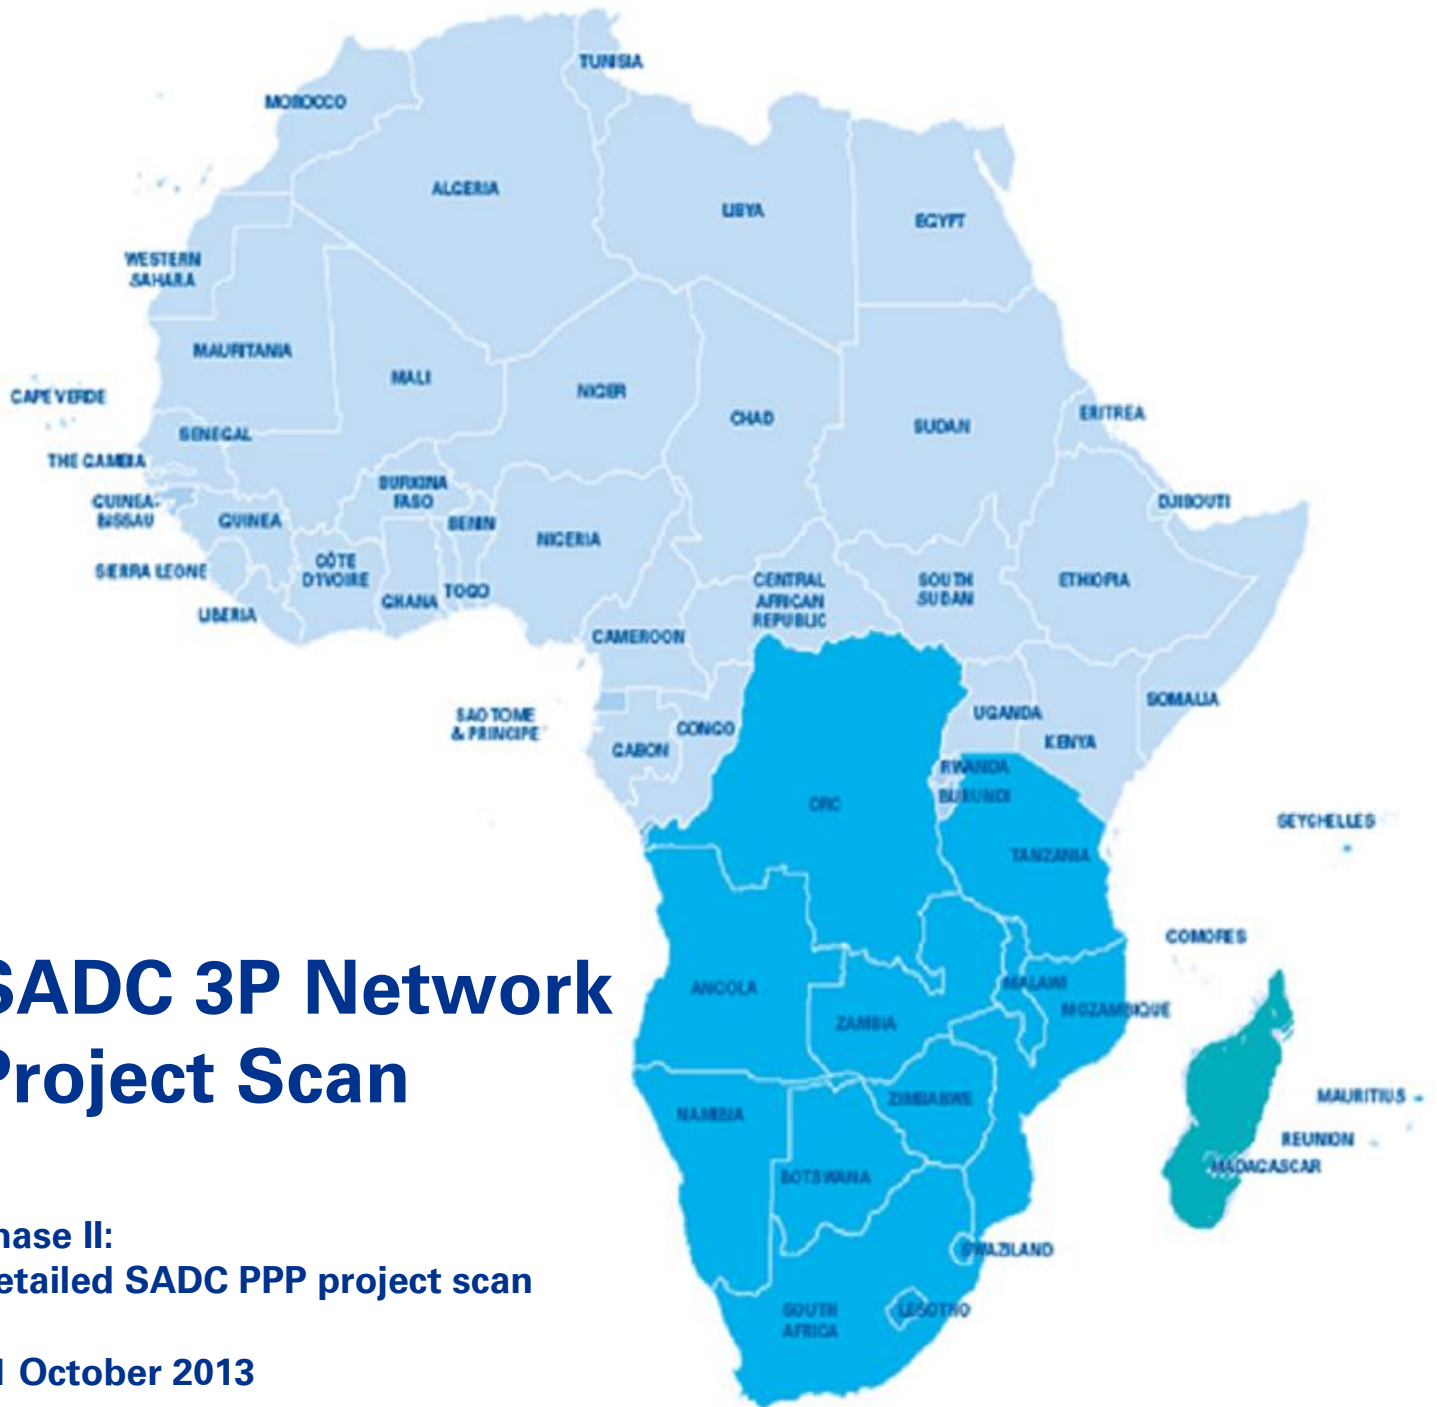 TUNISIA
MOROCCO
ALGERIA
LIBYA
EGYPT
WESTERN
SAHARA
MAURITANIA
MALI
NIGER
CHAD
SUDAN
ERITREA
CAPE VERDE
SENEGAL
THE GAMBIA
GUINEA-
BISSAU
GUINEA
BURKINA
FASO
BENIN
NIGERIA
DJIBOUTI
SIERRA LEONE
CÔTE
D'IVOIRE
GHANA
TOGO
CENTRAL
AFRICAN
REPUBLIC
SOUTH
SUDAN
ETHIOPIA
LIBERIA
CAMEROON
SAO TOME
& PRINCIPE
GABON
CONGO
UGANDA
KENYA
SOMALIA
RWANDA
BURUNDI
DRC
TANZANIA
SEYCHELLES
COMORES
ANGOLA
ZAMBIA
MALAWI
MOZAMBIQUE
NAMIBIA
ZIMBABWE
BOTSWANA
MAURITIUS
REUNION
MADAGASCAR
SWAZILAND
SOUTH
AFRICA
LESOTHO
SADC 3P Network
Project Scan
hase II:
etailed SADC PPP project scan
1 October 2013